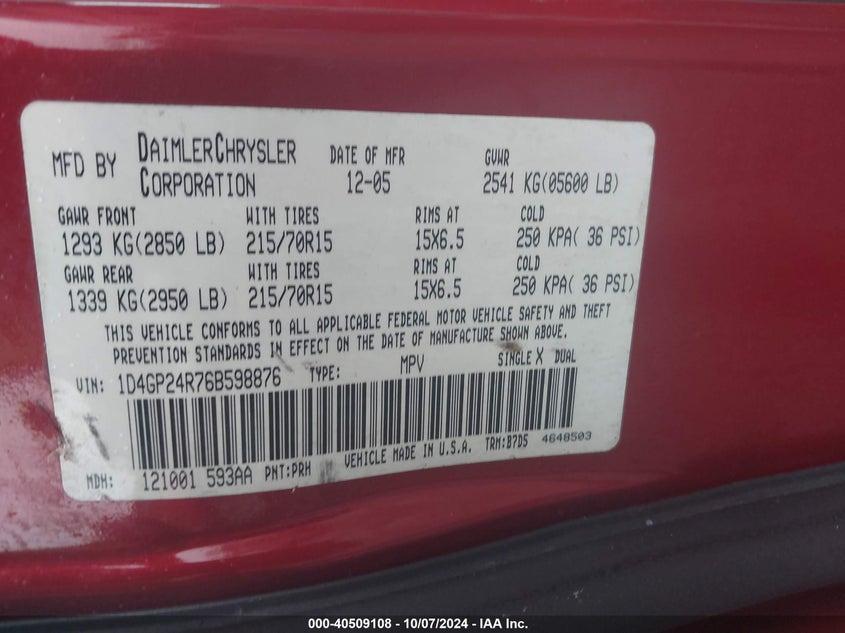 MFD BY DAIMLERCHRYSLER CORPORATION DATE OF MFR 12-05 GVWR 2541 KG(05600 LB)
GAWR FRONT WITH TIRES RIMS AT COLD
1293 KG(2850 LB) 215/70R15 15X6.5 250 KPA( 36 PSI)
GAWR REAR WITH TIRES RIMS AT COLD
1339 KG(2950 LB) 215/70R15 15X6.5 250 KPA( 36 PSI)
THIS VEHICLE CONFORMS TO ALL APPLICABLE FEDERAL MOTOR VEHICLE SAFETY AND THEFT
PREVENTION STANDARDS IN EFFECT ON THE DATE OF MANUFACTURE SHOWN ABOVE.
VIN: 1D4GP24R76B598876 TYPE: MPV SINGLE X DUAL
MDH: 121001 593AA PNT:PRH VEHICLE MADE IN U.S.A. TRM:B7D5 4648503
000-40509108 - 10/07/2024 - IAA Inc.